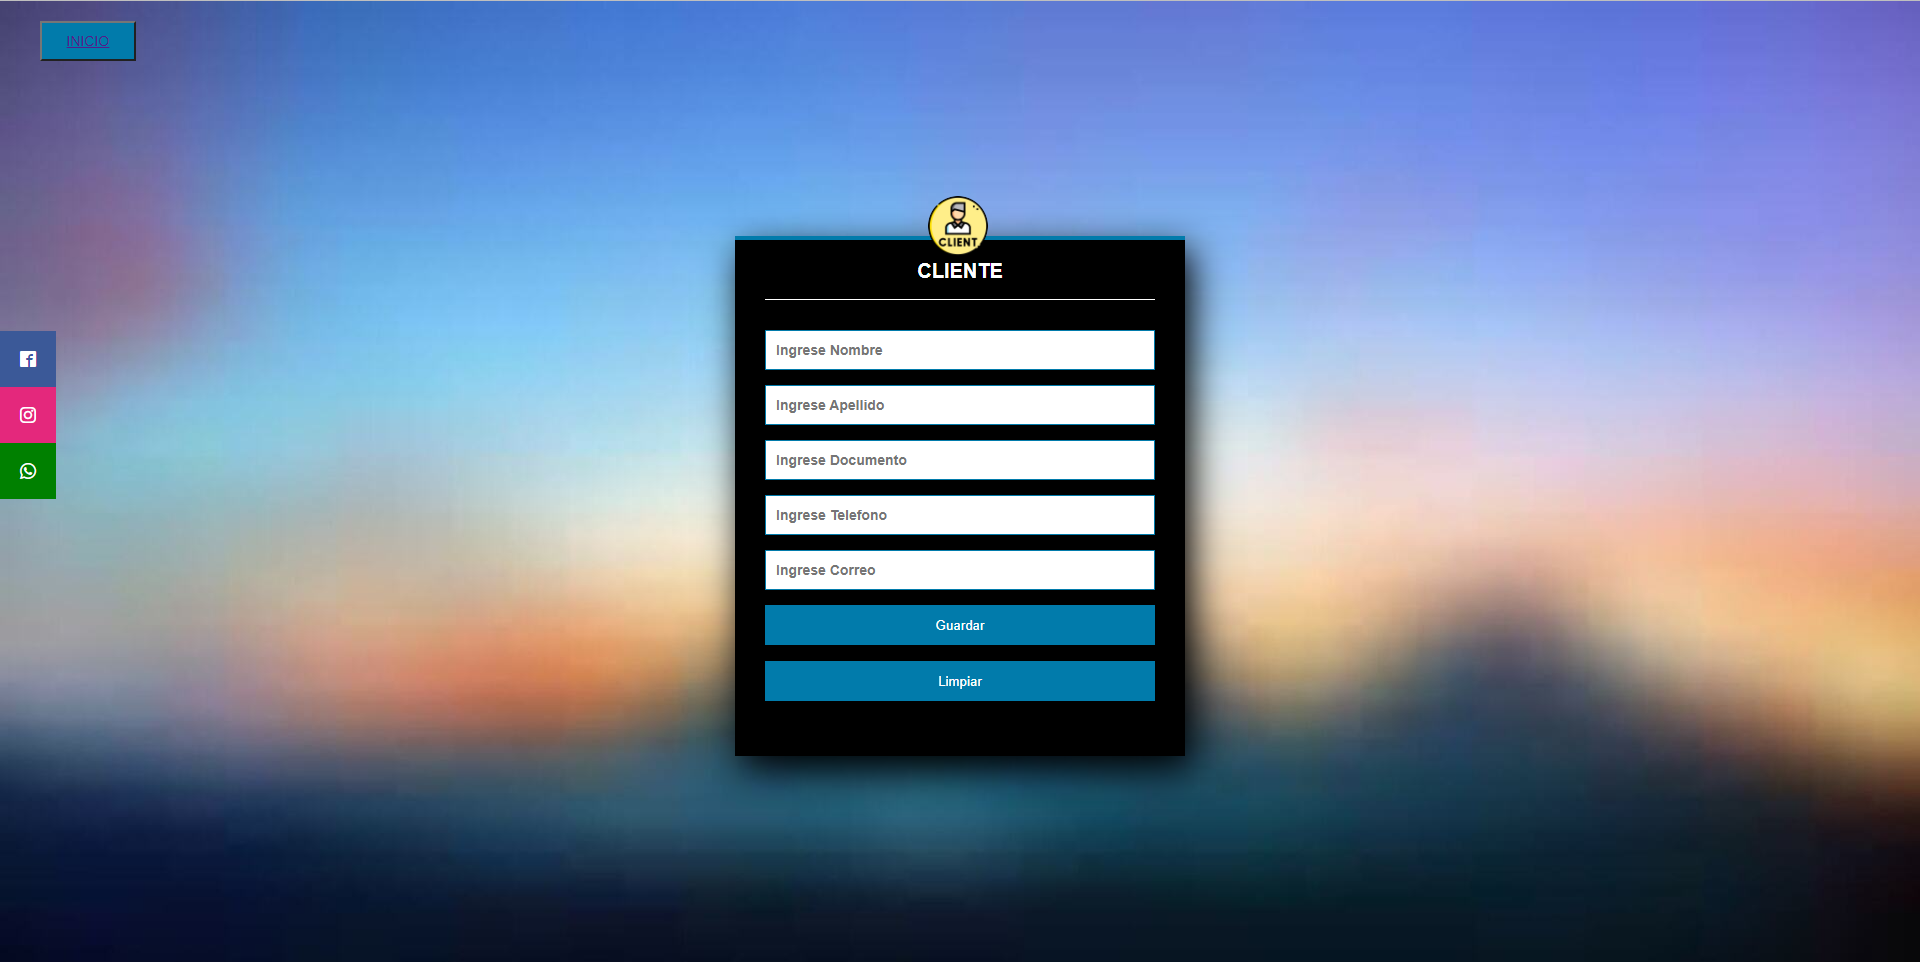 INICIO
CLIENT
CLIENTE
Ingrese Nombre
Ingrese Apellido
Ingrese Documento
Ingrese Telefono
Ingrese Correo
Guardar
Limpiar